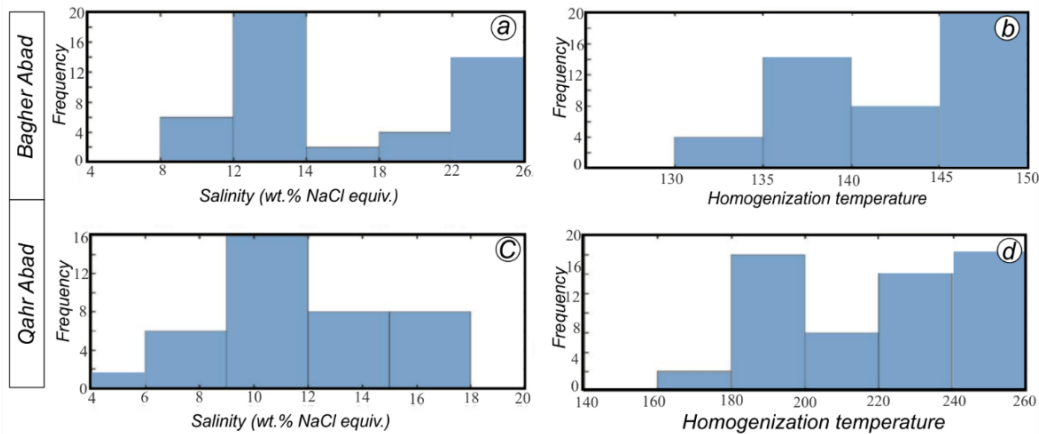 Bagher Abad
Frequency
20
16
12
8
4
0
a
4 8 12 14 18 22 26
Salinity (wt.% NaCl equiv.)
Frequency
20
16
12
8
4
0
b
130 135 140 145 150
Homogenization temperature
Qahr Abad
Frequency
16
12
8
4
0
C
4 6 8 10 12 14 16 18 20
Salinity (wt.% NaCl equiv.)
Frequency
20
16
12
8
4
0
d
140 160 180 200 220 240 260
Homogenization temperature